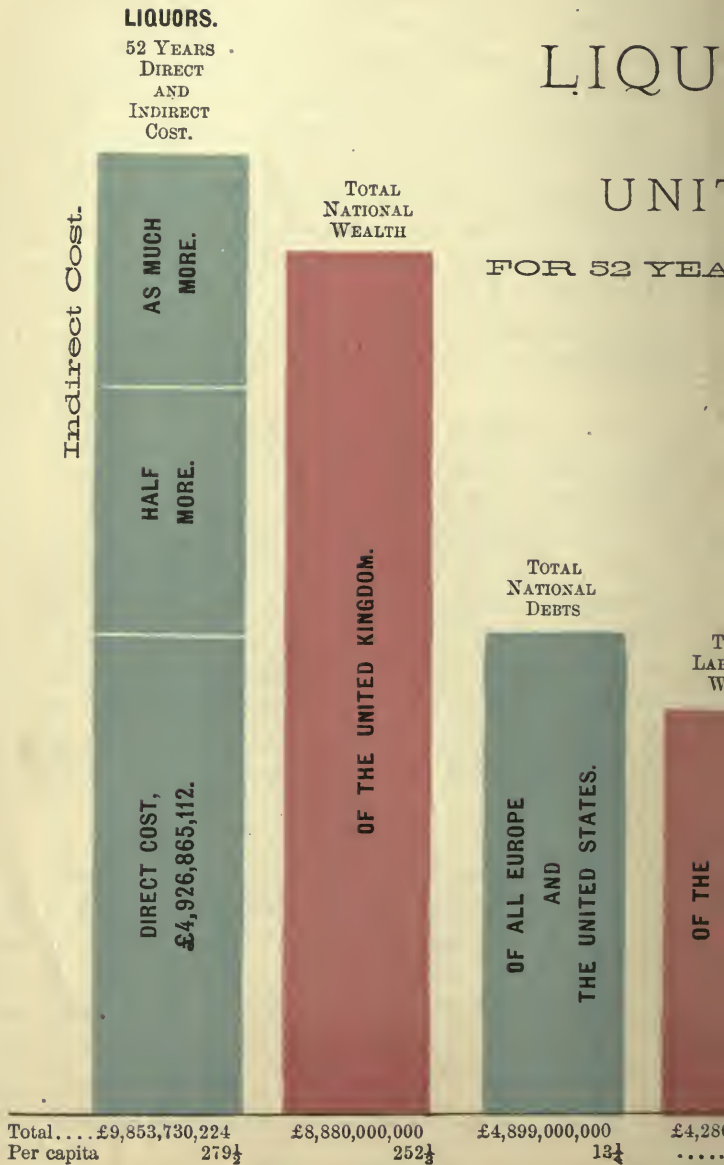 LIQUORS.
52 YEARS
DIRECT
AND
INDIRECT
COST.
Indirect Cost.
AS MUCH
MORE.
HALF
MORE.
DIRECT COST,
£4,926,865,112.
TOTAL
NATIONAL
WEALTH
OF THE UNITED KINGDOM.
LIQU
UNIT
FOR 52 YEA
TOTAL
NATIONAL
DEBTS
OF ALL EUROPE
AND
THE UNITED STATES.
T
LAB
W
OF THE
Total....£9,853,730,224 £8,880,000,000 £4,899,000,000 £4,280
Per capita 279½ 252⅓ 13¼ .....